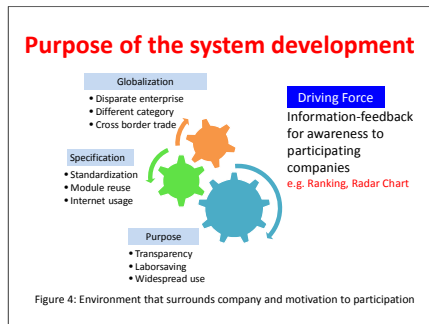 Purpose of the system development
Globalization
• Disparate enterprise
• Different category
• Cross border trade
Specification
• Standardization
• Module reuse
• Internet usage
Purpose
• Transparency
• Laborsaving
• Widespread use
Driving Force
Information-feedback
for awareness to
participating
companies
e.g. Ranking, Radar Chart
Figure 4: Environment that surrounds company and motivation to participation